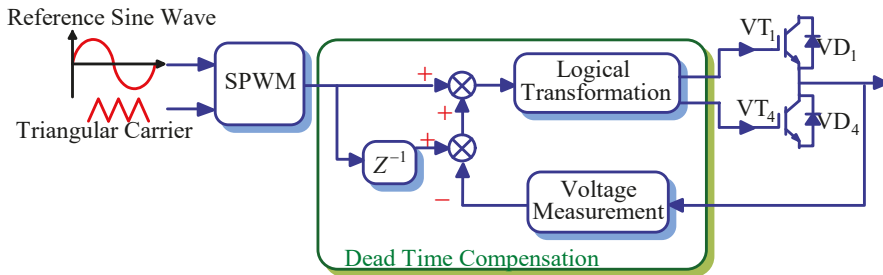 Reference Sine Wave
SPWM
Triangular Carrier
+
+
+
−
Z⁻¹
Logical
Transformation
Voltage
Measurement
Dead Time Compensation
VT₁
VD₁
VT₄
VD₄